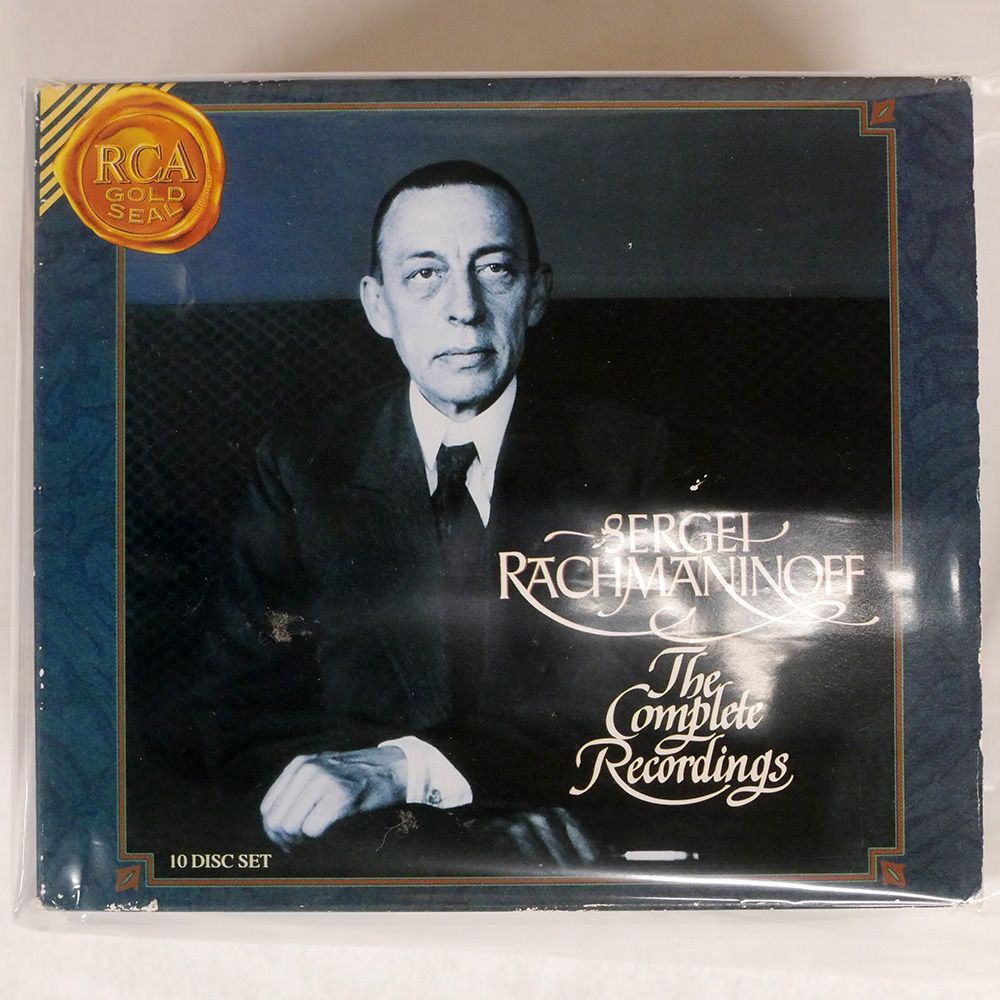 RCA
GOLD
SEAL
SERGEI
RACHMANINOFF
The
Complete
Recordings
10 DISC SET